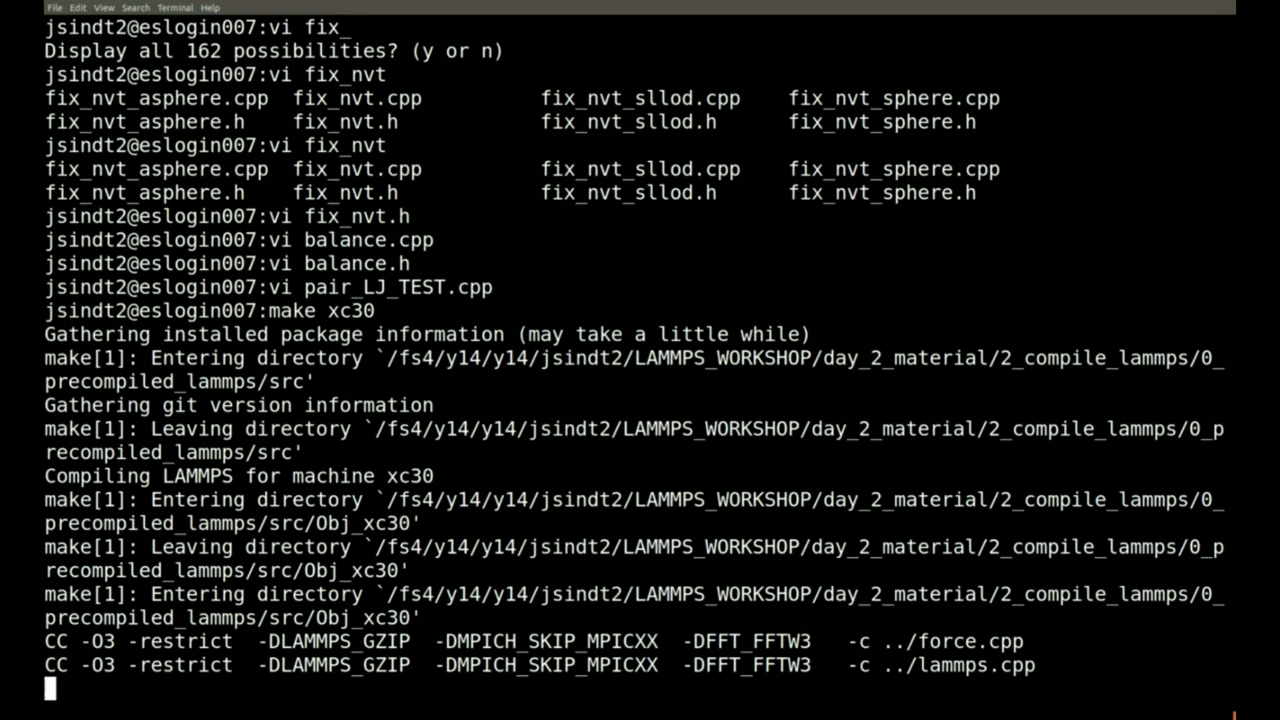 File Edit View Search Terminal Help
jsindt2@eslogin007:vi fix_
Display all 162 possibilities? (y or n)
jsindt2@eslogin007:vi fix_nvt
fix_nvt_asphere.cpp  fix_nvt.cpp          fix_nvt_sllod.cpp    fix_nvt_sphere.cpp
fix_nvt_asphere.h    fix_nvt.h            fix_nvt_sllod.h      fix_nvt_sphere.h
jsindt2@eslogin007:vi fix_nvt
fix_nvt_asphere.cpp  fix_nvt.cpp          fix_nvt_sllod.cpp    fix_nvt_sphere.cpp
fix_nvt_asphere.h    fix_nvt.h            fix_nvt_sllod.h      fix_nvt_sphere.h
jsindt2@eslogin007:vi fix_nvt.h
jsindt2@eslogin007:vi balance.cpp
jsindt2@eslogin007:vi balance.h
jsindt2@eslogin007:vi pair_LJ_TEST.cpp
jsindt2@eslogin007:make xc30
Gathering installed package information (may take a little while)
make[1]: Entering directory `/fs4/y14/y14/jsindt2/LAMMPS_WORKSHOP/day_2_material/2_compile_lammps/0_
precompiled_lammps/src'
Gathering git version information
make[1]: Leaving directory `/fs4/y14/y14/jsindt2/LAMMPS_WORKSHOP/day_2_material/2_compile_lammps/0_p
recompiled_lammps/src'
Compiling LAMMPS for machine xc30
make[1]: Entering directory `/fs4/y14/y14/jsindt2/LAMMPS_WORKSHOP/day_2_material/2_compile_lammps/0_
precompiled_lammps/src/Obj_xc30'
make[1]: Leaving directory `/fs4/y14/y14/jsindt2/LAMMPS_WORKSHOP/day_2_material/2_compile_lammps/0_p
recompiled_lammps/src/Obj_xc30'
make[1]: Entering directory `/fs4/y14/y14/jsindt2/LAMMPS_WORKSHOP/day_2_material/2_compile_lammps/0_
precompiled_lammps/src/Obj_xc30'
CC -O3 -restrict  -DLAMMPS_GZIP  -DMPICH_SKIP_MPICXX  -DFFT_FFTW3   -c ../force.cpp
CC -O3 -restrict  -DLAMMPS_GZIP  -DMPICH_SKIP_MPICXX  -DFFT_FFTW3   -c ../lammps.cpp